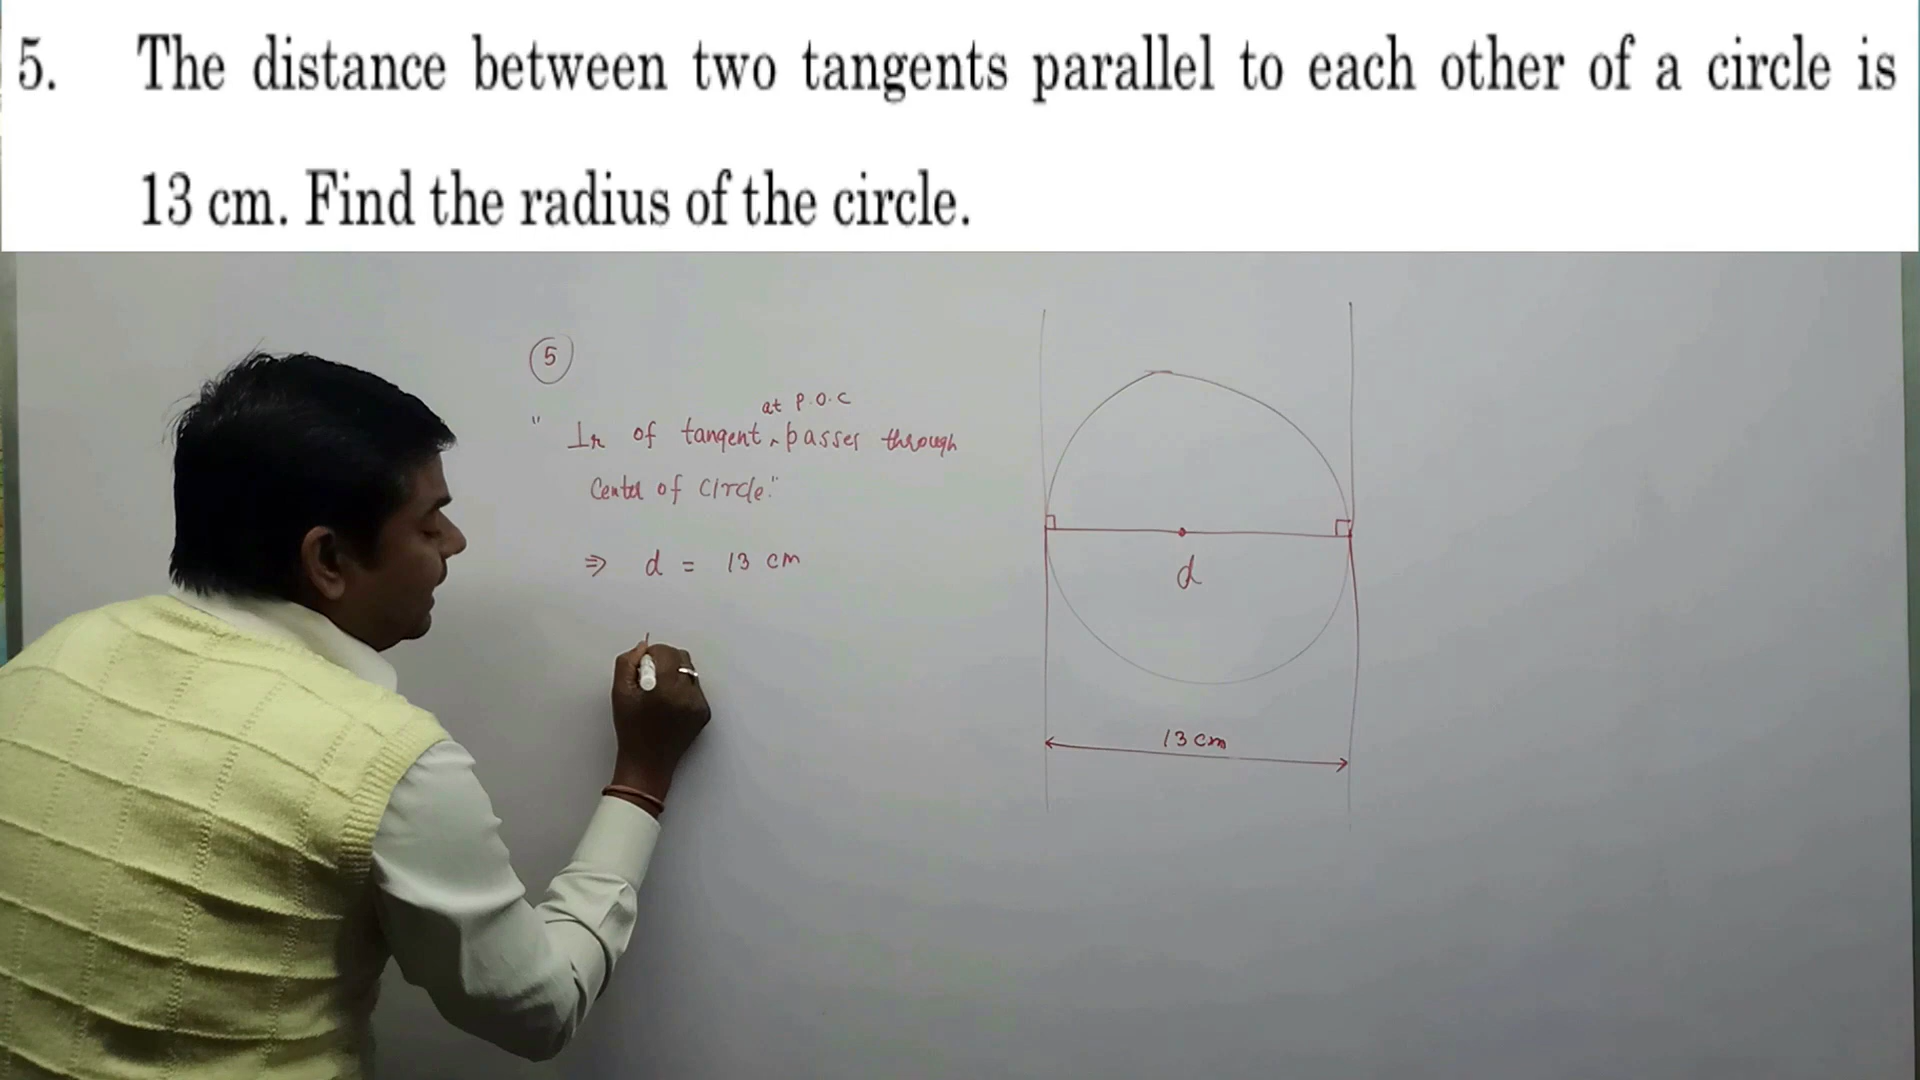 5. The distance between two tangents parallel to each other of a circle is
13 cm. Find the radius of the circle.
5
at P.O.C
" ⊥r of tangent ^ passes through
Center of circle."
⇒ d = 13 cm
d
13 cm